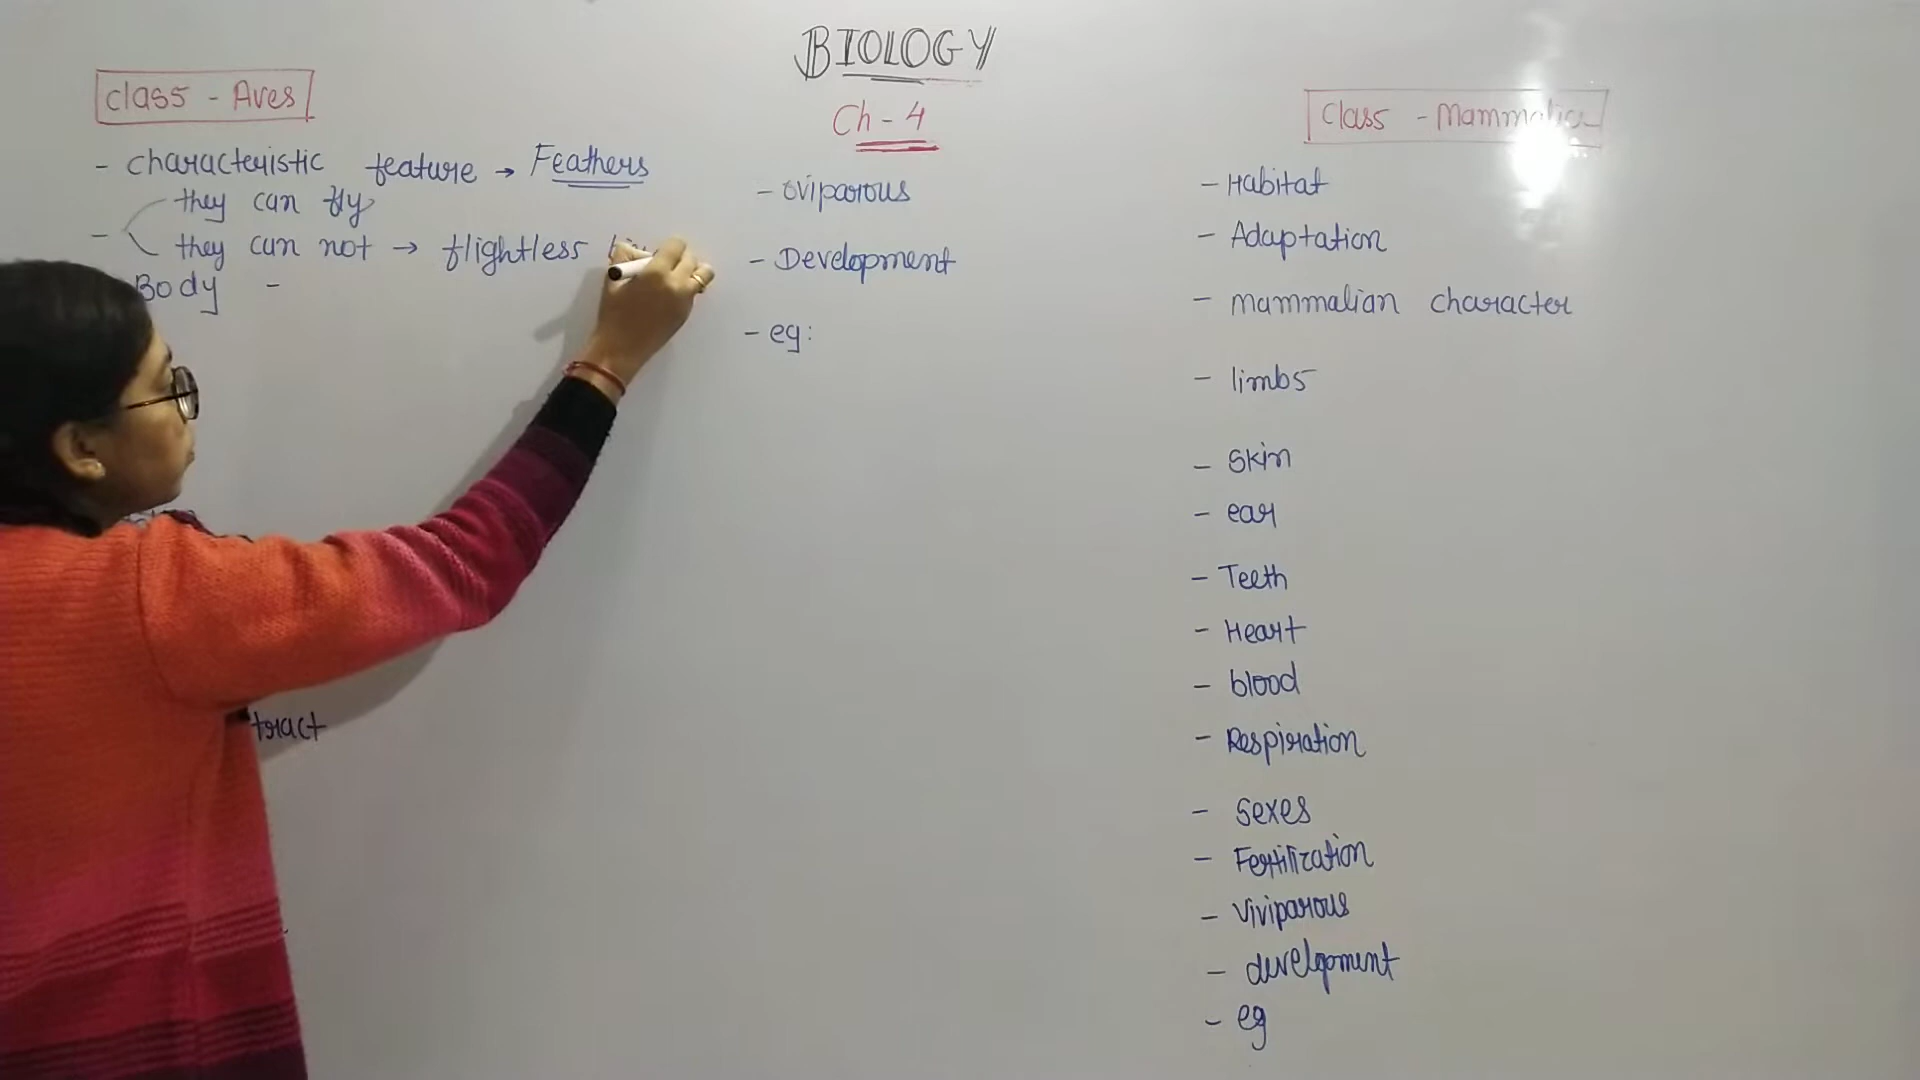 BIOLOGY
Ch - 4
Class - Aves
- characteristic feature → Feathers
- they can fly
they can not → flightless
Body -
tract
- oviparous
- Development
- eg:
Class - Mammalia
- Habitat
- Adaptation
- mammalian character
- limbs
- Skin
- ear
- Teeth
- Heart
- blood
- Respiration
- Sexes
- Fertilization
- Viviparous
- development
- eg